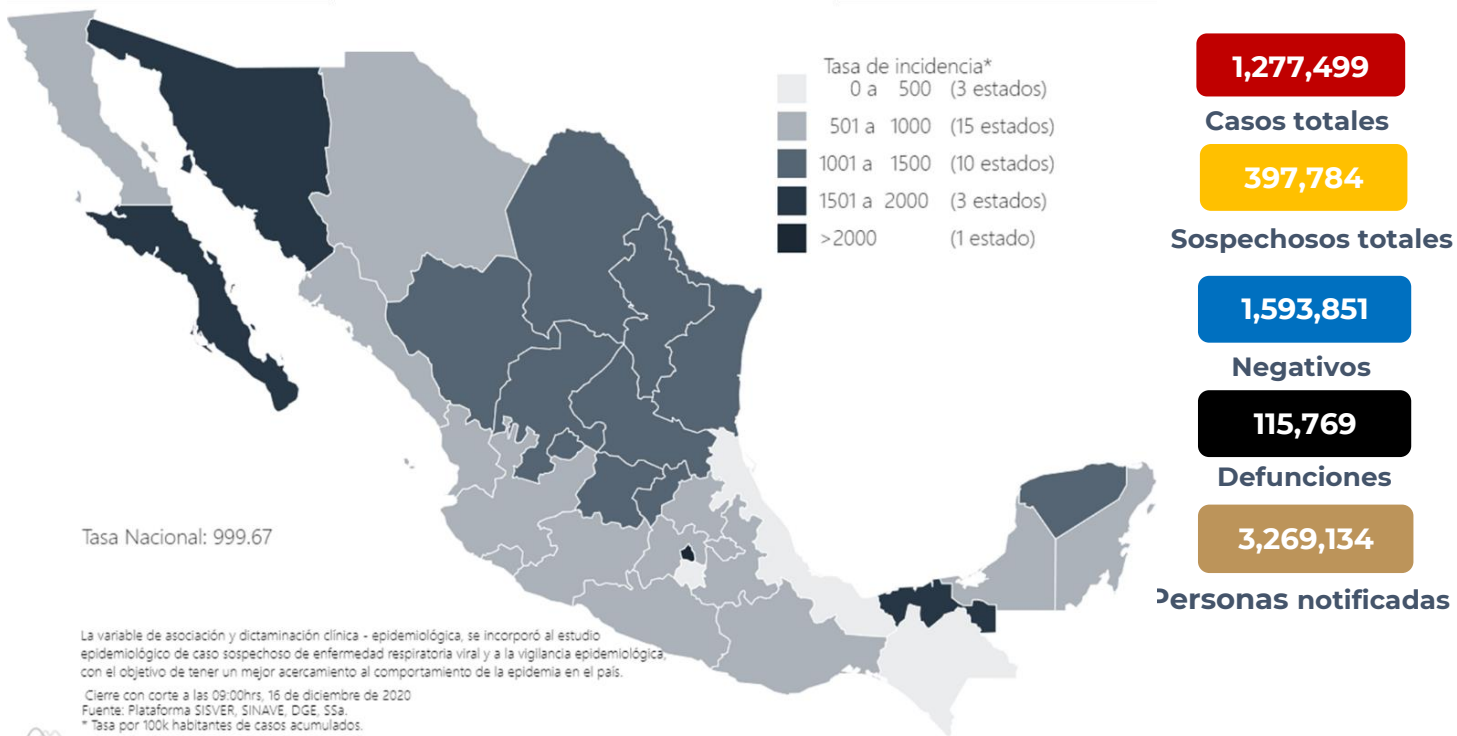 Tasa de incidencia*
0 a 500 (3 estados)
501 a 1000 (15 estados)
1001 a 1500 (10 estados)
1501 a 2000 (3 estados)
>2000 (1 estado)
Tasa Nacional: 999.67
La variable de asociación y dictaminación clínica - epidemiológica, se incorporó al estudio
epidemiológico de caso sospechoso de enfermedad respiratoria viral y a la vigilancia epidemiológica,
con el objetivo de tener un mejor acercamiento al comportamiento de la epidemia en el país.
Cierre con corte a las 09:00hrs, 16 de diciembre de 2020
Fuente: Plataforma SISVER, SINAVE, DGE, SSa.
* Tasa por 100k habitantes de casos acumulados.
1,277,499
Casos totales
397,784
Sospechosos totales
1,593,851
Negativos
115,769
Defunciones
3,269,134
Personas notificadas